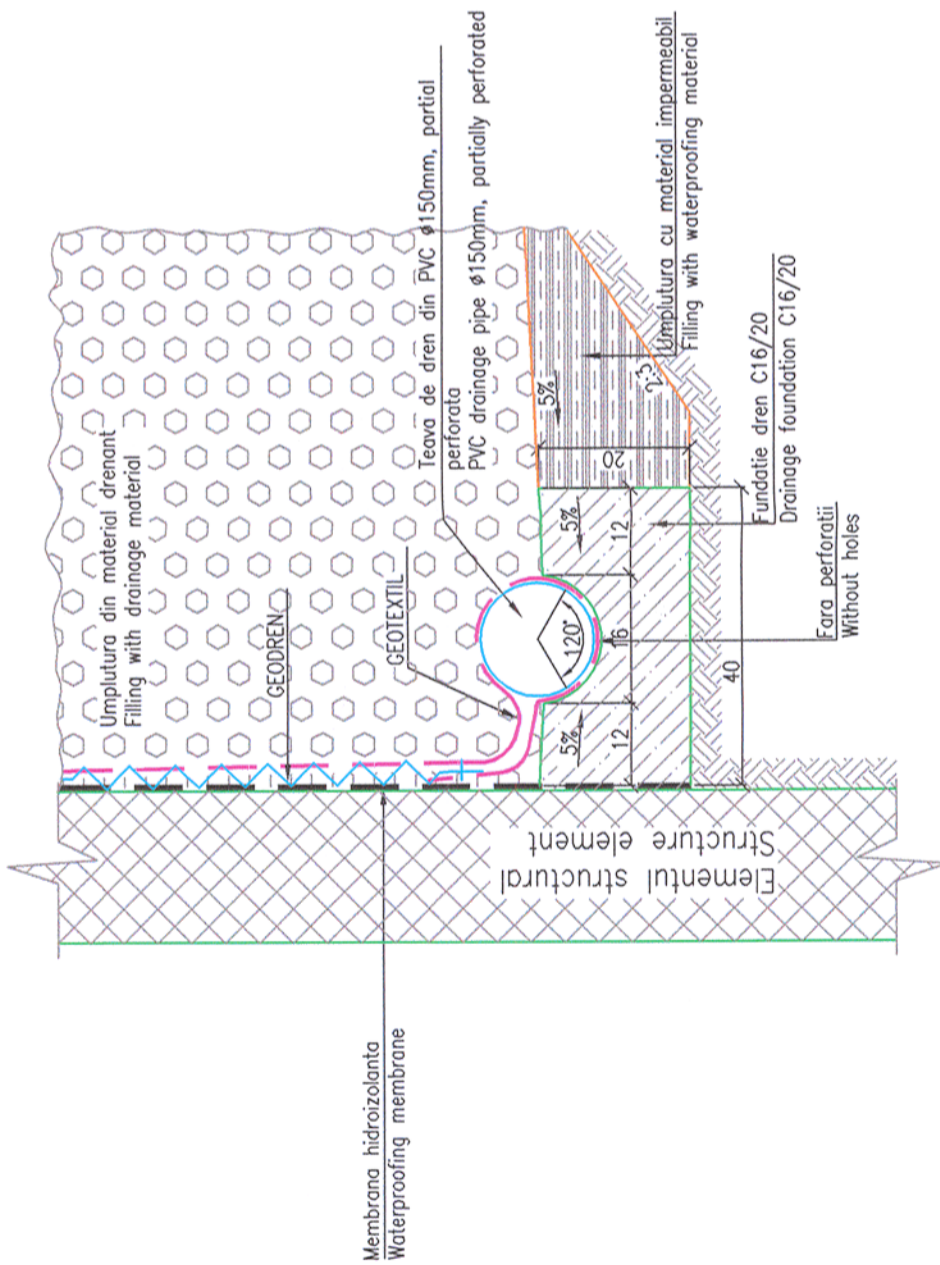 Umplutura din material drenant
Filling with drainage material
GEODREN
GEOTEXTIL
Teava de dren din PVC ø150mm, partial
perforata
PVC drainage pipe ø150mm, partially perforated
Membrana hidroizolanta
Waterproofing membrane
Elementul structural
Structure element
5%
5%
5%
120°
12
16
12
20
2:3
40
Umplutura cu material impermeabil
Filling with waterproofing material
Fundatie dren C16/20
Drainage foundation C16/20
Fara perforatii
Without holes